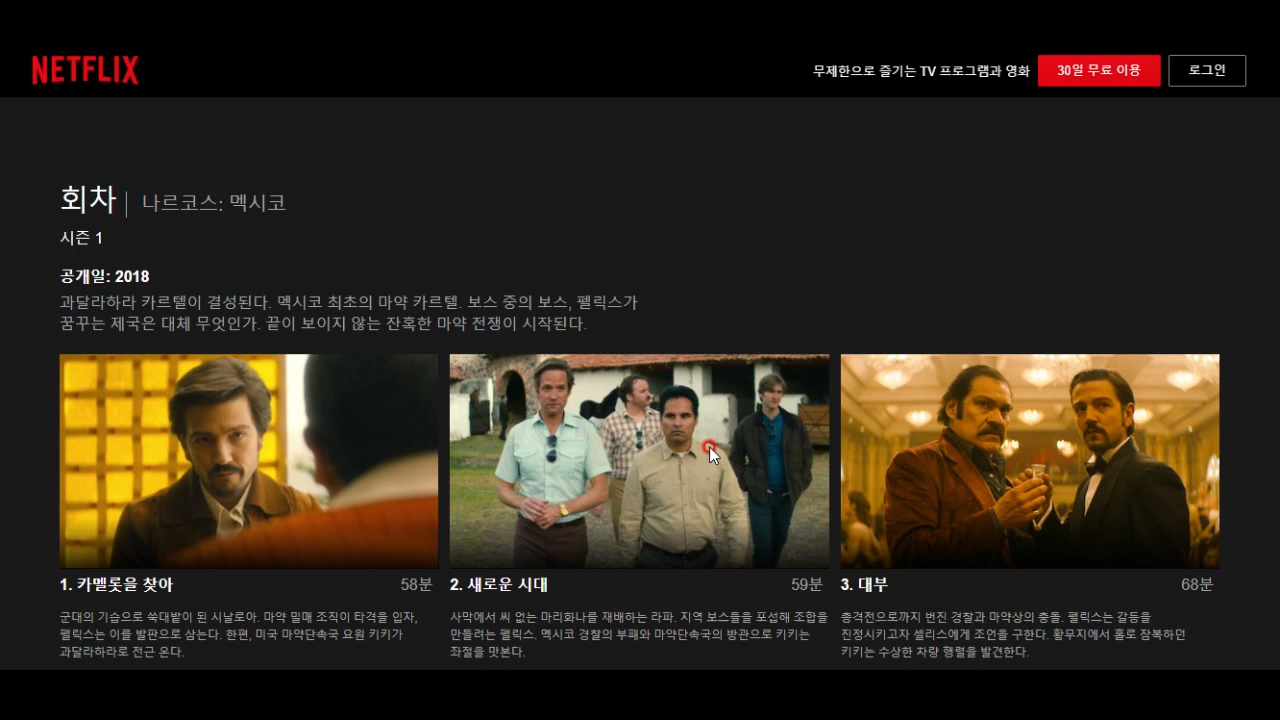 NETFLIX
무제한으로 즐기는 TV 프로그램과 영화
30일 무료 이용
로그인
회차 | 나르코스: 멕시코
시즌 1
공개일: 2018
과달라하라 카르텔이 결성된다. 멕시코 최초의 마약 카르텔. 보스 중의 보스, 펠릭스가
꿈꾸는 제국은 대체 무엇인가. 끝이 보이지 않는 잔혹한 마약 전쟁이 시작된다.
1. 카멜롯을 찾아 58분
군대의 기습으로 쑥대밭이 된 시날로아. 마약 밀매 조직이 타격을 입자,
펠릭스는 이를 발판으로 삼는다. 한편, 미국 마약단속국 요원 키키가
과달라하라로 전근 온다.
2. 새로운 시대 59분
사막에서 씨 없는 마리화나를 재배하는 라파. 지역 보스들을 포섭해 조합을
만들려는 펠릭스. 멕시코 경찰의 부패와 마약단속국의 방관으로 키키는
좌절을 맛본다.
3. 대부 68분
총격전으로까지 번진 경찰과 마약상의 충돌. 펠릭스는 갈등을
진정시키고자 셀리스에게 조언을 구한다. 황무지에서 홀로 잠복하던
키키는 수상한 차량 행렬을 발견한다.